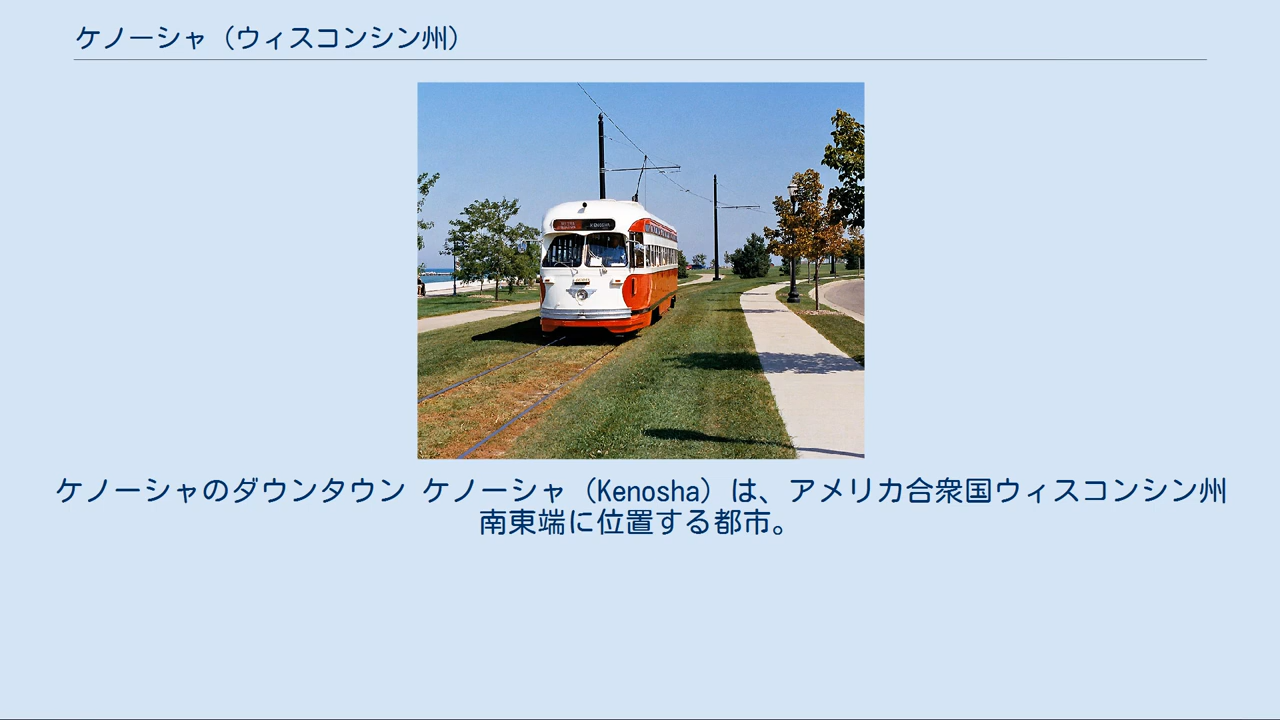 ケノーシャ（ウィスコンシン州）
KENOSHA
ケノーシャのダウンタウン ケノーシャ（Kenosha）は、アメリカ合衆国ウィスコンシン州
南東端に位置する都市。